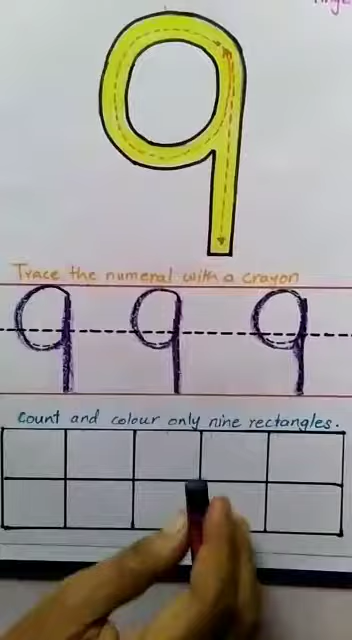 9
Trace the numeral with a crayon
9 9 9
count and colour only nine rectangles.